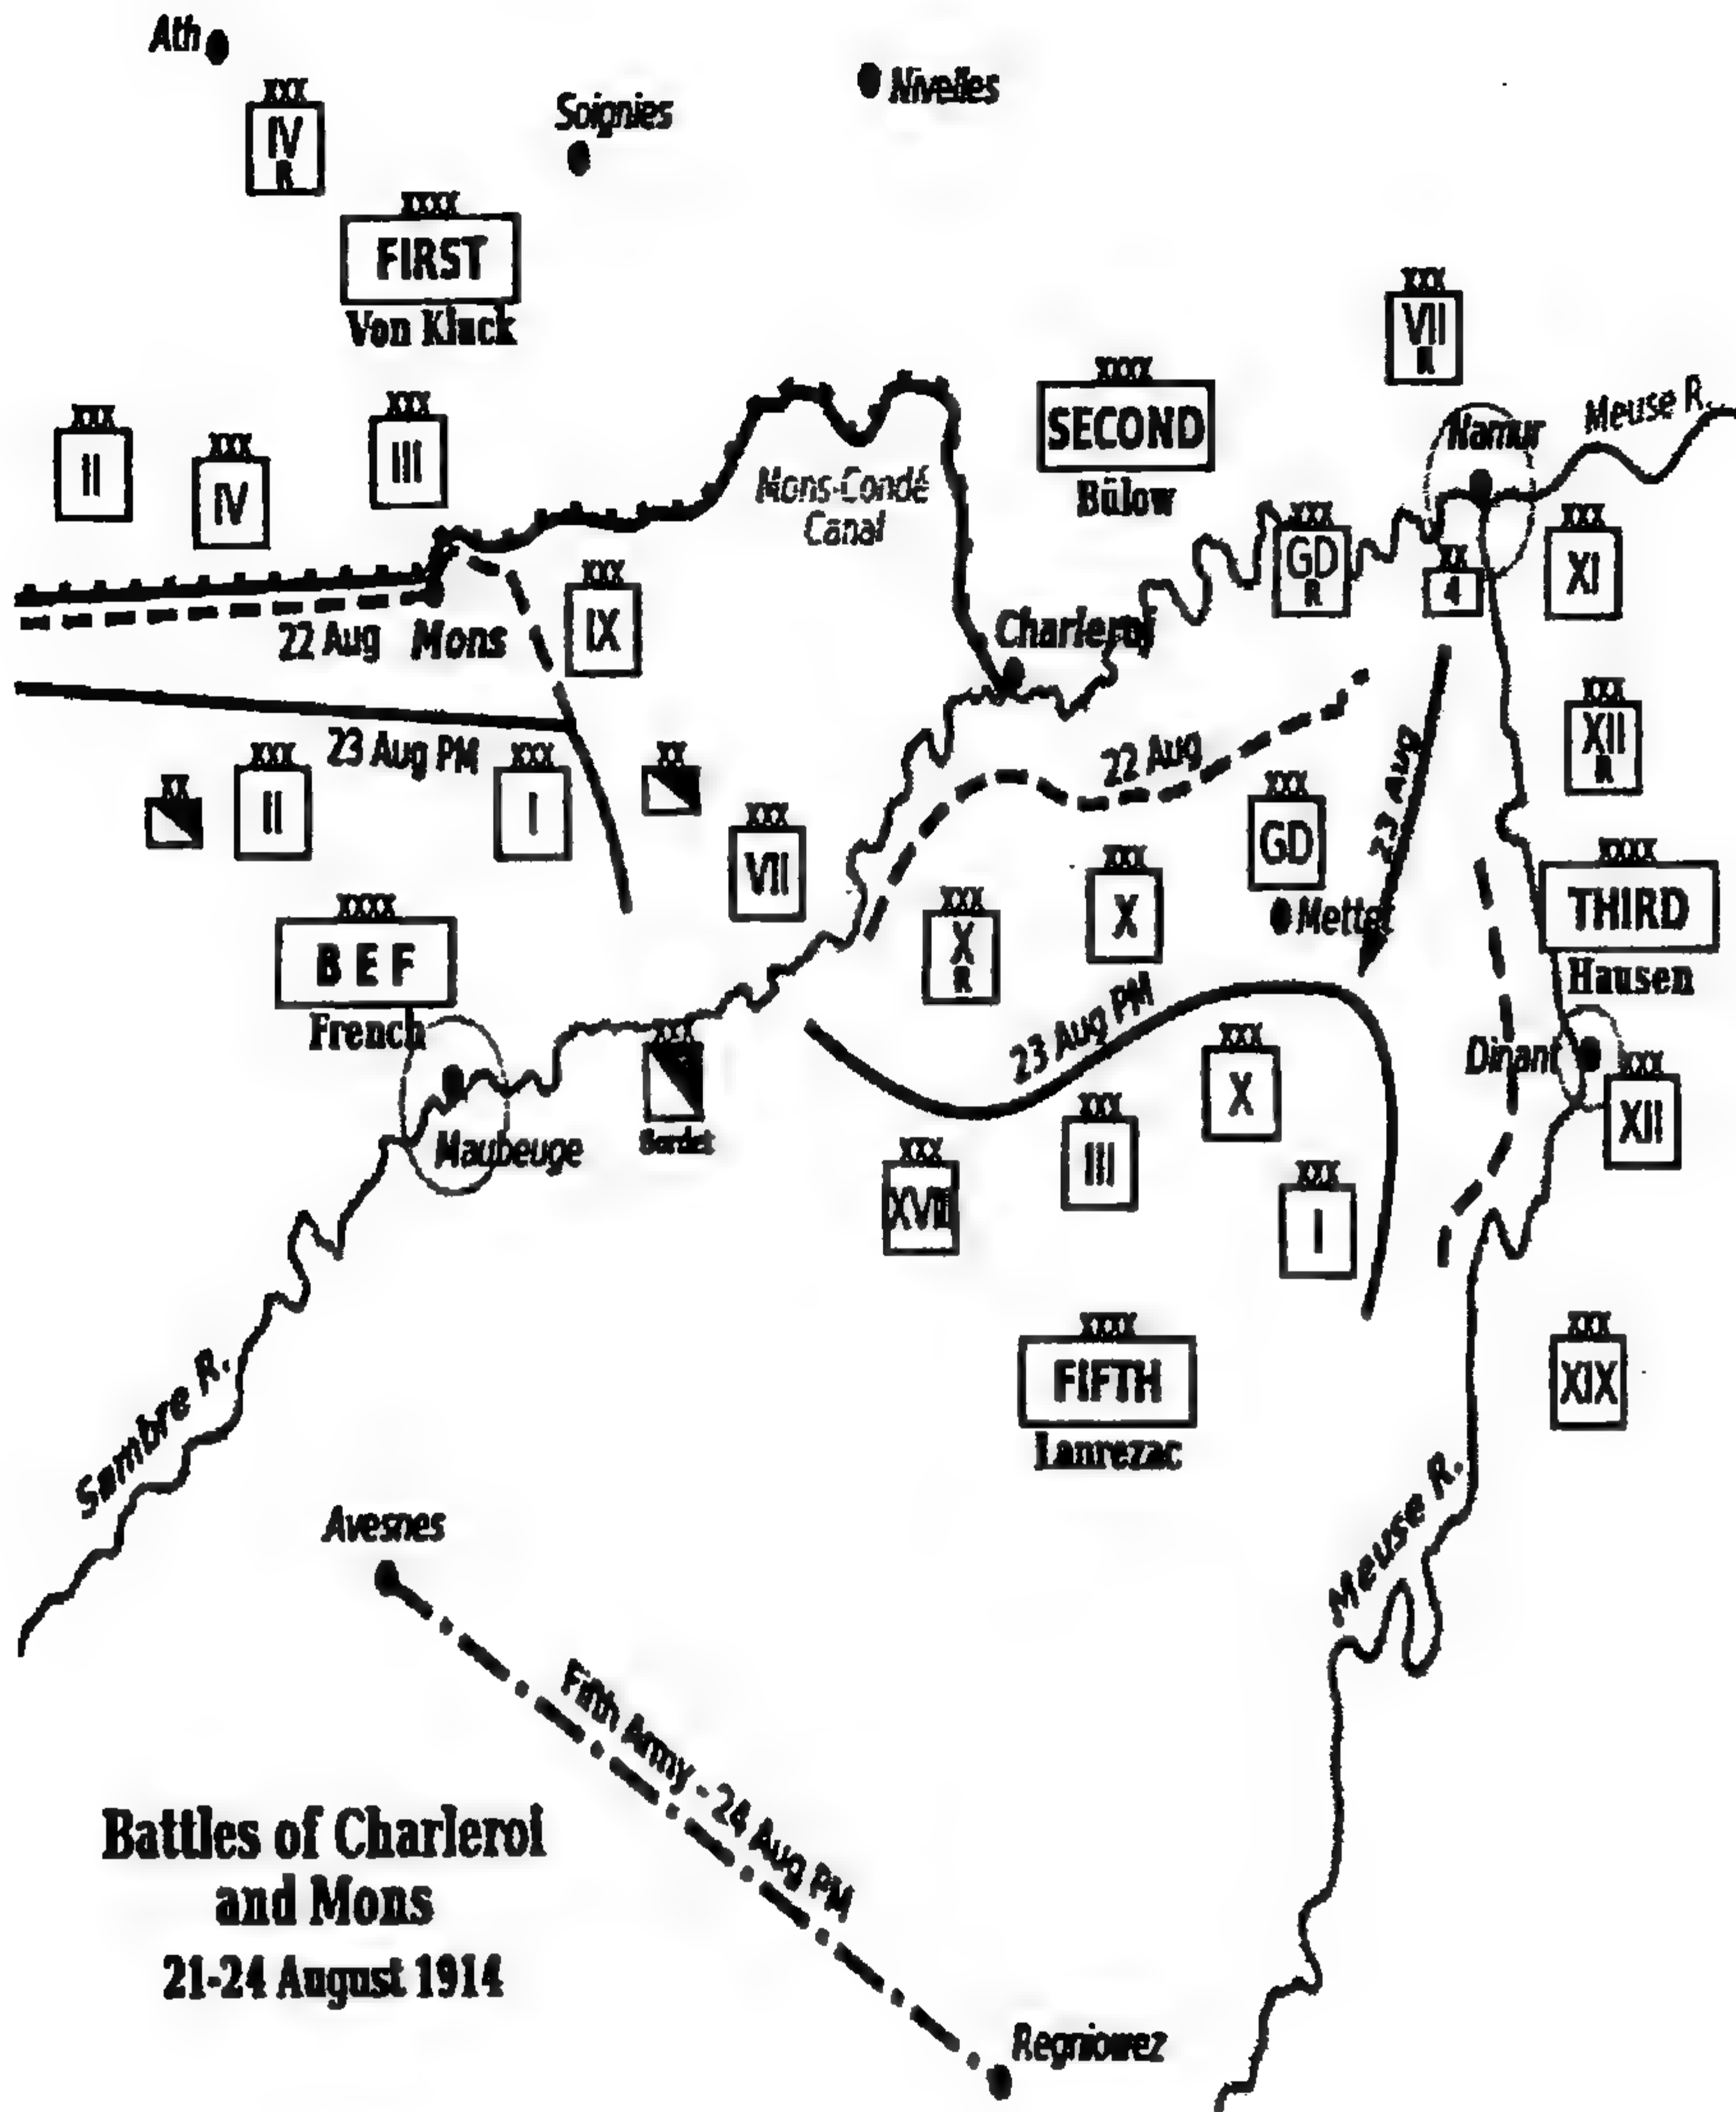 Ath
Nivelles
Soignies
XXX
IV
R
XXXX
FIRST
Von Kluck
XXX
VII
R
XXXX
SECOND
Bülow
XXX
II
XXX
IV
XXX
III
Mons-Condé
Canal
Namur
Meuse R.
XXX
GD
R
XX
4
XXX
XI
22 Aug
Mons
XXX
IX
Charleroi
23 Aug PM
XX
XXX
II
XXX
I
XX
XXX
VII
22 Aug
23 Aug
XXX
XII
R
XXX
GD
Mettet
XXX
X
XXX
X
R
XXXX
THIRD
Hausen
XXXX
BEF
French
23 Aug PM
Dinant
XXX
XII
Maubeuge
XXX
XXX
XVIII
XXX
III
XXX
X
XXX
I
XXXX
FIFTH
Lanrezac
XXX
XIX
Sambre R.
Meuse R.
Avesnes
Fifth Army - 24 Aug PM
Regniowez
Battles of Charleroi
and Mons
21-24 August 1914